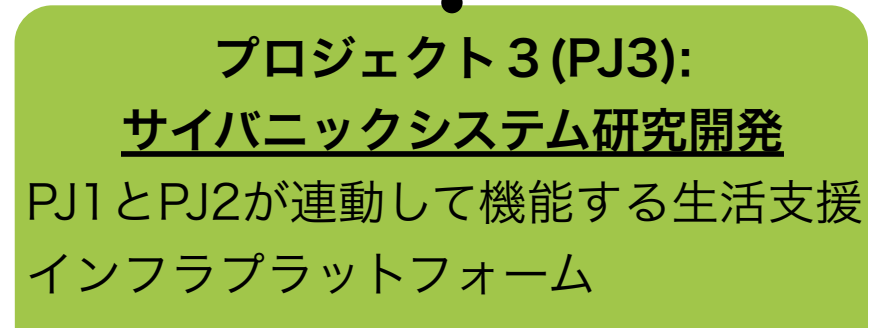 プロジェクト３(PJ3):
サイバニックシステム研究開発
PJ1とPJ2が連動して機能する生活支援
インフラプラットフォーム